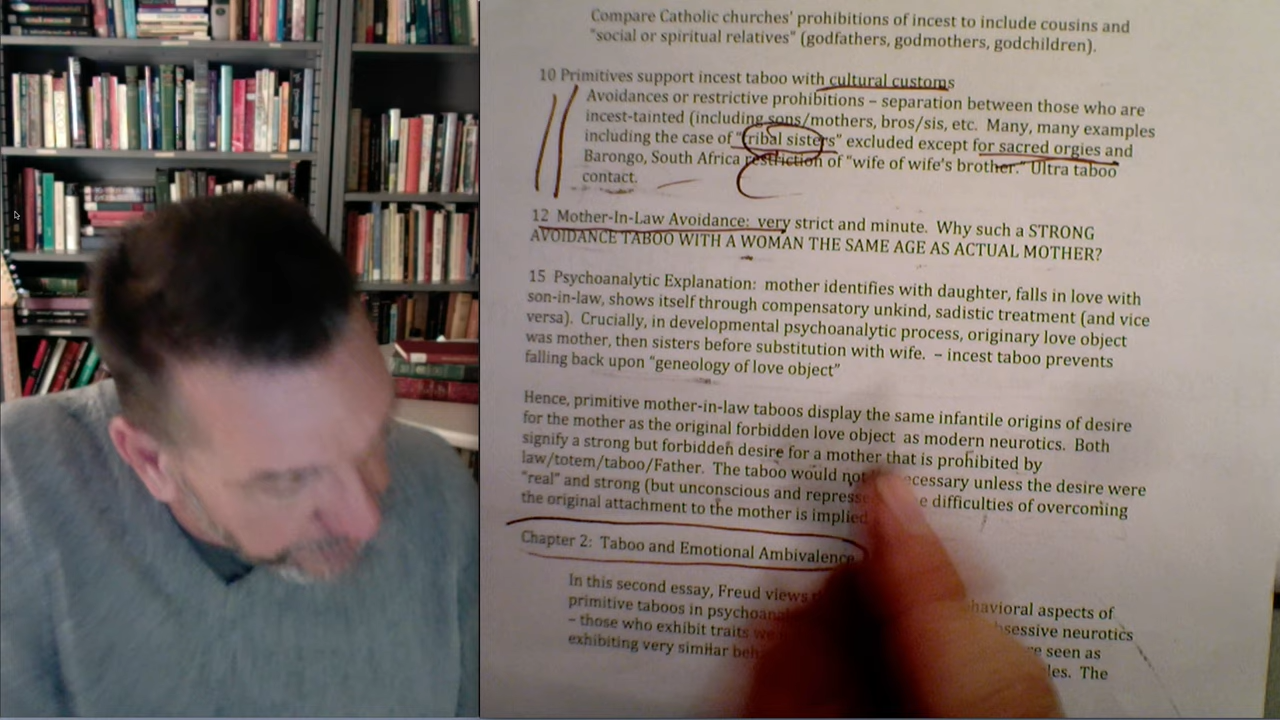 Compare Catholic churches' prohibitions of incest to include cousins and
"social or spiritual relatives" (godfathers, godmothers, godchildren).
10 Primitives support incest taboo with cultural customs
Avoidances or restrictive prohibitions – separation between those who are
incest-tainted (including sons/mothers, bros/sis, etc. Many, many examples
including the case of "tribal sisters" excluded except for sacred orgies and
Barongo, South Africa restriction of "wife of wife's brother." Ultra taboo
contact.
12 Mother-In-Law Avoidance: very strict and minute. Why such a STRONG
AVOIDANCE TABOO WITH A WOMAN THE SAME AGE AS ACTUAL MOTHER?
15 Psychoanalytic Explanation: mother identifies with daughter, falls in love with
son-in-law, shows itself through compensatory unkind, sadistic treatment (and vice
versa). Crucially, in developmental psychoanalytic process, originary love object
was mother, then sisters before substitution with wife. – incest taboo prevents
falling back upon "geneology of love object"
Hence, primitive mother-in-law taboos display the same infantile origins of desire
for the mother as the original forbidden love object as modern neurotics. Both
signify a strong but forbidden desire for a mother that is prohibited by
law/totem/taboo/Father. The taboo would not unless the desire were
"real" and strong (but unconscious and difficulties of overcoming
the original attachment to the mother is implied
Chapter 2: Taboo and Emotional Ambivalence
In this second essay, Freud views aspects of
primitive taboos in neurotics
– those who exhibit traits seen as
exhibiting very similar The